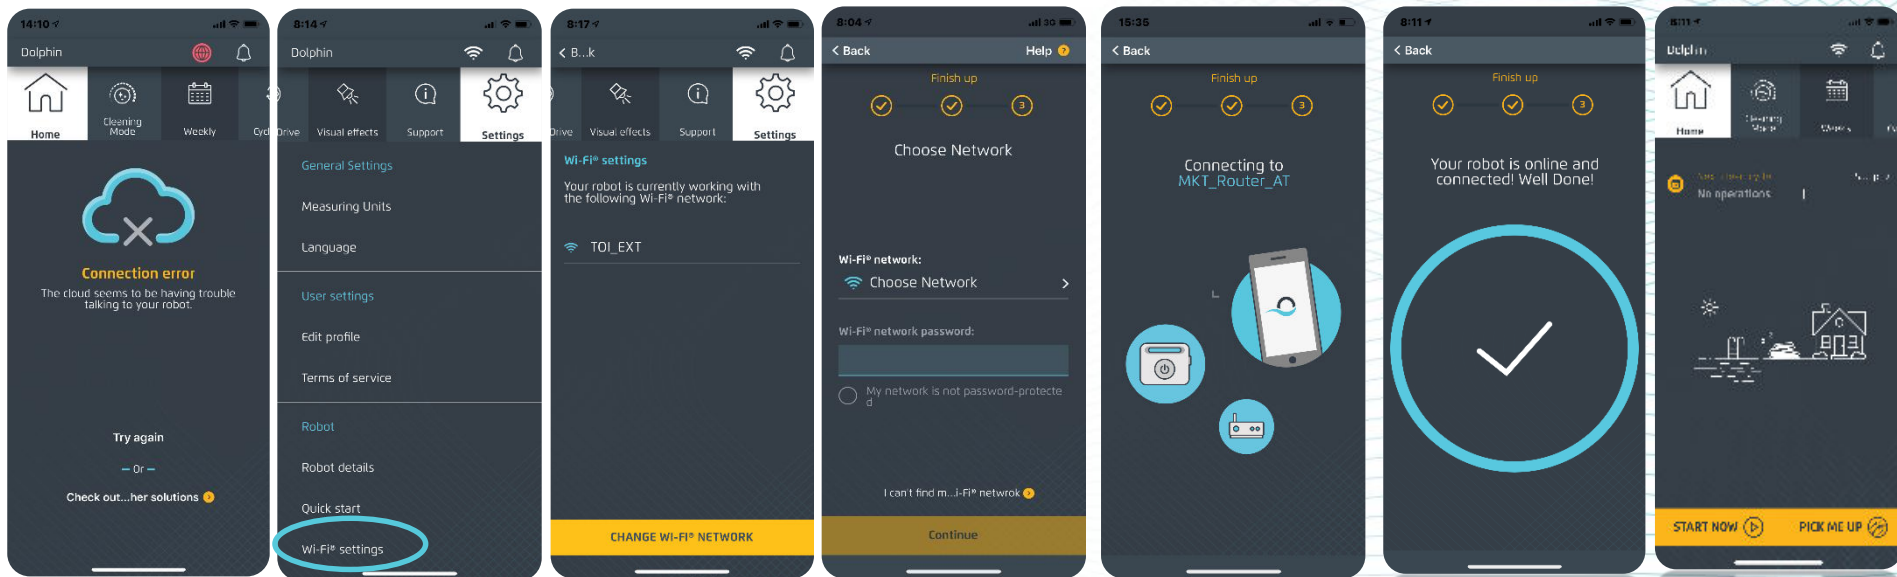 14:10
Dolphin
Home
Cleaning
Mode
Weekly
Connection error
The cloud seems to be having trouble
talking to your robot.
Try again
Or
Check out...her solutions
8:14
Dolphin
Drive
Visual effects
Support
Settings
General Settings
Measuring Units
Language
User settings
Edit profile
Terms of service
Robot
Robot details
Quick start
Wi-Fi® settings
8:17
< B...k
Drive
Visual effects
Support
Settings
Wi-Fi® settings
Your robot is currently working with
the following Wi-Fi® network:
TOI_EXT
CHANGE WI-FI® NETWORK
8:04
3G
< Back
Help ?
Finish up
3
Choose Network
Wi-Fi® network:
Choose Network >
Wi-Fi® network password:
My network is not password-protecte
d
I can't find m...i-Fi® netwrok
Continue
15:35
< Back
Finish up
3
Connecting to
MKT_Router_AT
8:11
< Back
Finish up
3
Your robot is online and
connected! Well Done!
8:11
Dolphin
Home
Cleaning
Mode
No operations
START NOW
PICK ME UP